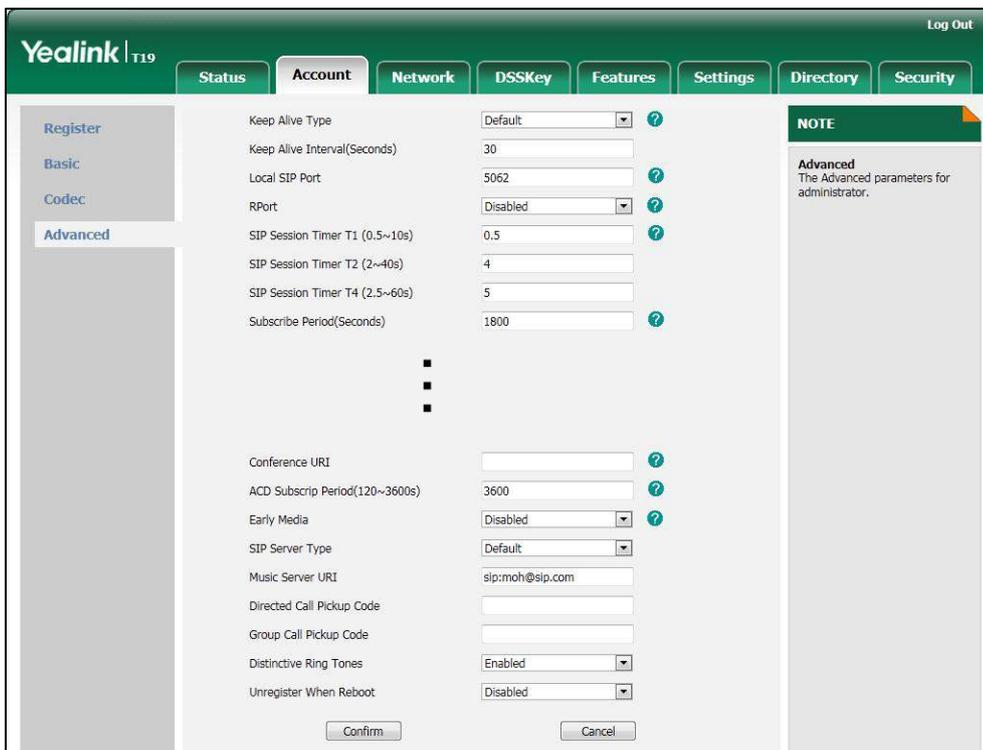 Log Out
Yealink T19
Status Account Network DSSKey Features Settings Directory Security
Register
Basic
Codec
Advanced
Keep Alive Type Default ?
Keep Alive Interval(Seconds) 30
Local SIP Port 5062 ?
RPort Disabled ?
SIP Session Timer T1 (0.5~10s) 0.5 ?
SIP Session Timer T2 (2~40s) 4
SIP Session Timer T4 (2.5~60s) 5
Subscribe Period(Seconds) 1800 ?
Conference URI ?
ACD Subscrip Period(120~3600s) 3600 ?
Early Media Disabled ?
SIP Server Type Default
Music Server URI sip:moh@sip.com
Directed Call Pickup Code
Group Call Pickup Code
Distinctive Ring Tones Enabled
Unregister When Reboot Disabled
Confirm Cancel
NOTE
Advanced
The Advanced parameters for
administrator.